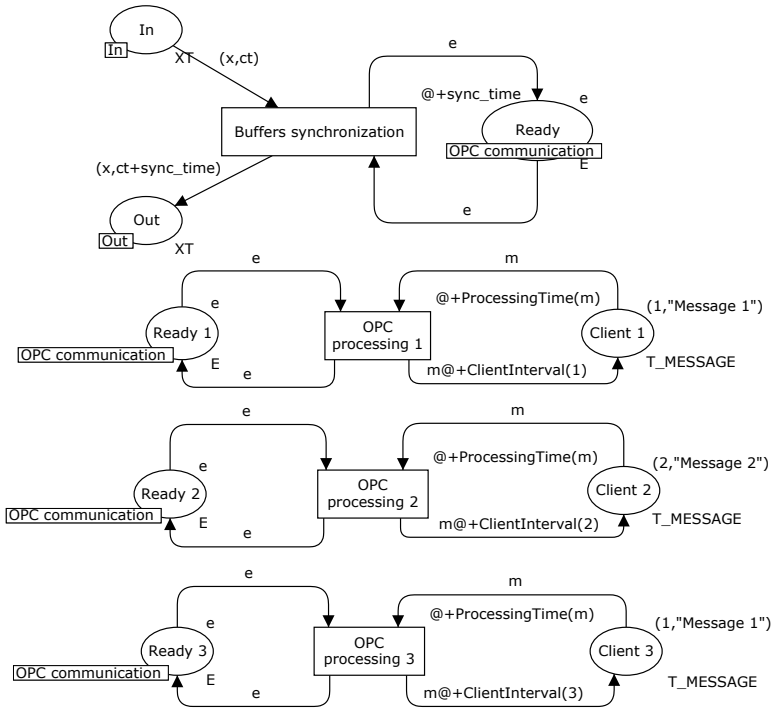 In
In
XT
(x,ct)
e
@+sync_time
Buffers synchronization
e
Ready
OPC communication
E
(x,ct+sync_time)
e
Out
Out
XT
e
m
e
@+ProcessingTime(m)
(1,"Message 1")
Ready 1
OPC
processing 1
Client 1
OPC communication
E
e
m@+ClientInterval(1)
T_MESSAGE
e
m
e
@+ProcessingTime(m)
(2,"Message 2")
Ready 2
OPC
processing 2
Client 2
OPC communication
E
e
m@+ClientInterval(2)
T_MESSAGE
e
m
e
@+ProcessingTime(m)
(1,"Message 1")
Ready 3
OPC
processing 3
Client 3
OPC communication
E
e
m@+ClientInterval(3)
T_MESSAGE